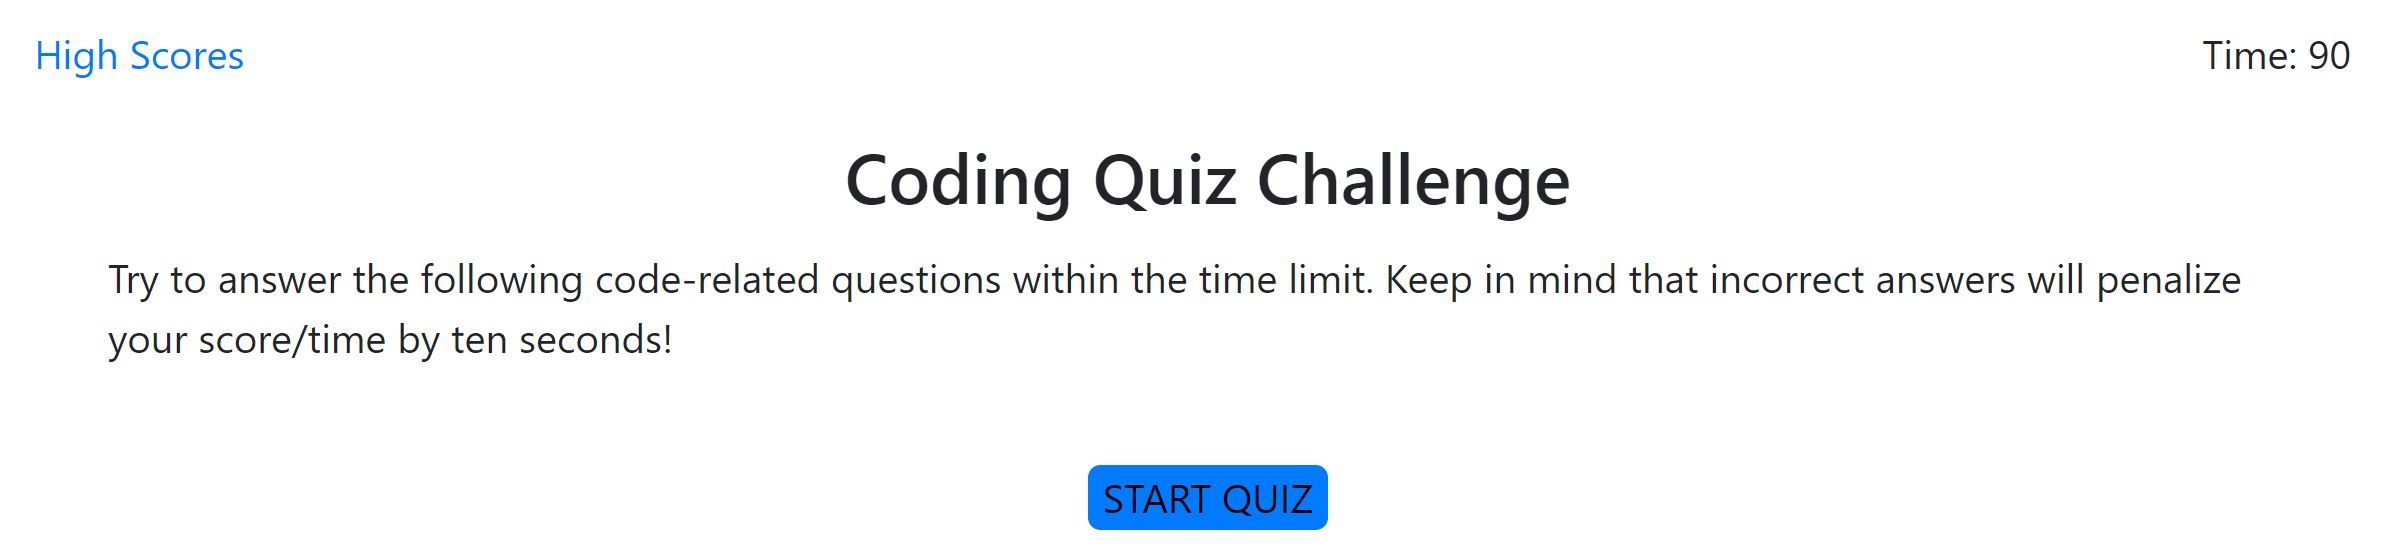 High Scores
Time: 90
Coding Quiz Challenge
Try to answer the following code-related questions within the time limit. Keep in mind that incorrect answers will penalize
your score/time by ten seconds!
START QUIZ